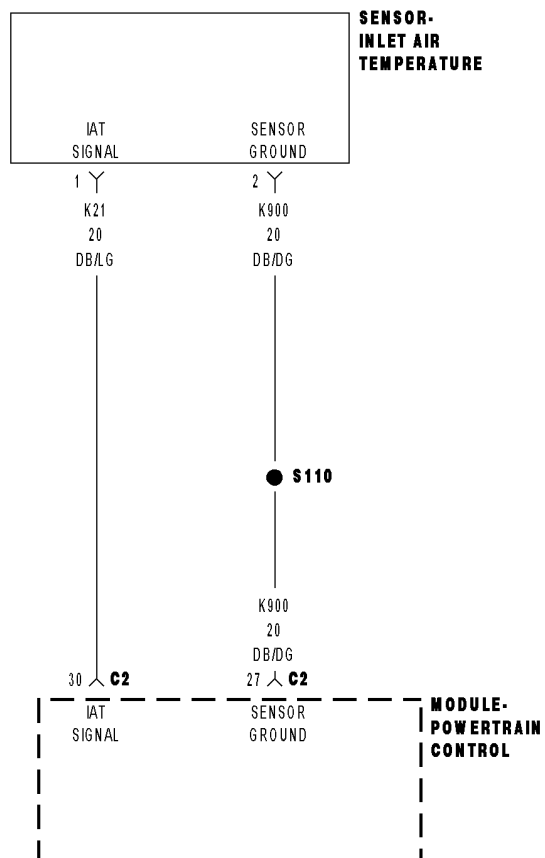 SENSOR-
INLET AIR
TEMPERATURE
IAT
SIGNAL
SENSOR
GROUND
1
2
K21
20
DB/LG
K900
20
DB/DG
S110
K900
20
DB/DG
30 C2
27 C2
IAT
SIGNAL
SENSOR
GROUND
MODULE-
POWERTRAIN
CONTROL